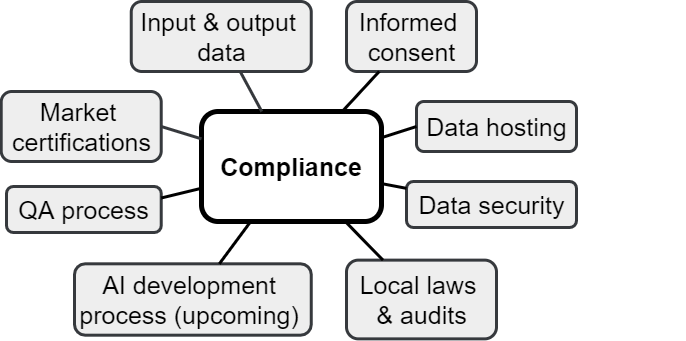 Input & output
data
Informed
consent
Market
certifications
Data hosting
Compliance
QA process
Data security
AI development
process (upcoming)
Local laws
& audits